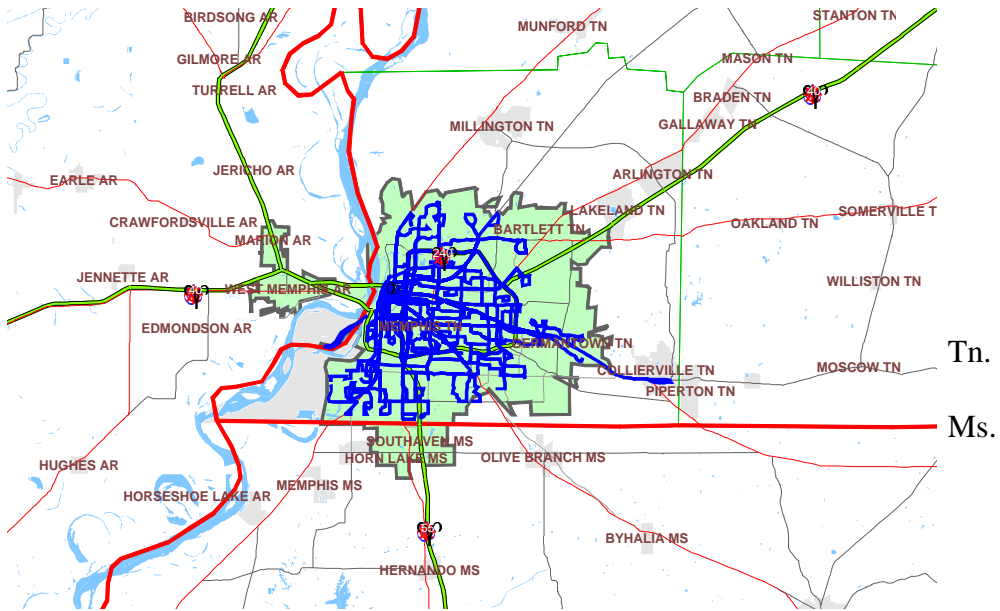 BIRDSONG AR
STANTON TN
MUNFORD TN
GILMORE AR
MASON TN
TURRELL AR
40
BRADEN TN
MILLINGTON TN
GALLAWAY TN
JERICHO AR
ARLINGTON TN
EARLE AR
LAKELAND TN
SOMERVILLE T
CRAWFORDSVILLE AR
OAKLAND TN
BARTLETT TN
MARION AR
240
JENNETTE AR
WILLISTON TN
WEST MEMPHIS AR
40
EDMONDSON AR
MEMPHIS TN
GERMANTOWN TN
Tn.
COLLIERVILLE TN
MOSCOW TN
PIPERTON TN
Ms.
SOUTHAVEN MS
HORN LAKE MS
OLIVE BRANCH MS
HUGHES AR
MEMPHIS MS
HORSESHOE LAKE AR
55
BYHALIA MS
HERNANDO MS